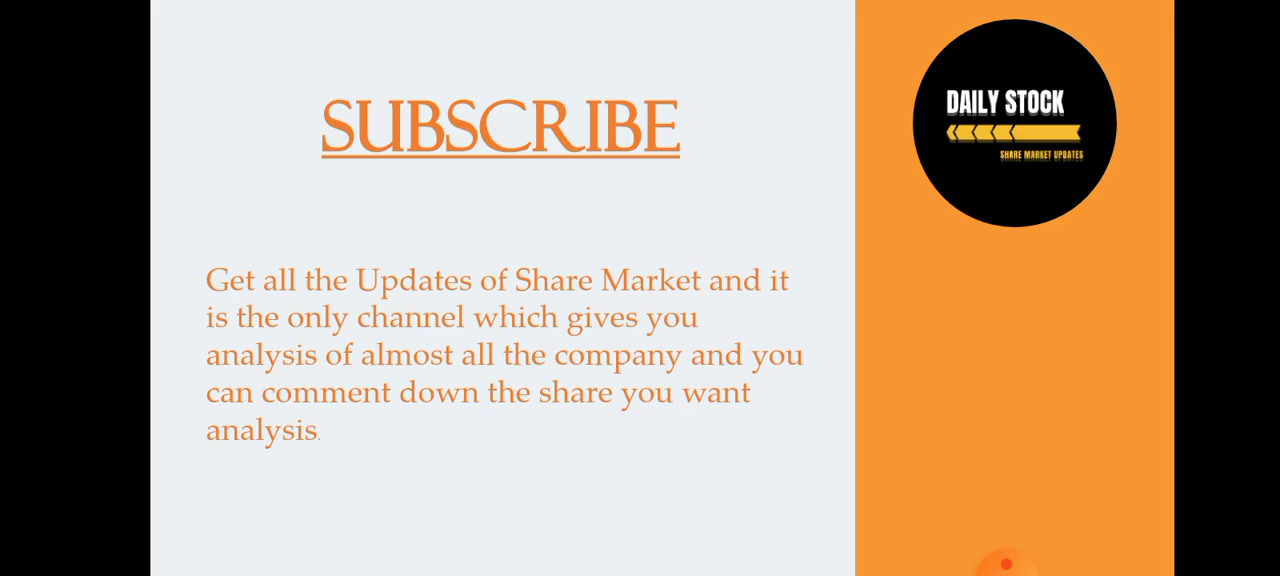 SUBSCRIBE
Get all the Updates of Share Market and it
is the only channel which gives you
analysis of almost all the company and you
can comment down the share you want
analysis.
DAILY STOCK
SHARE MARKET UPDATES